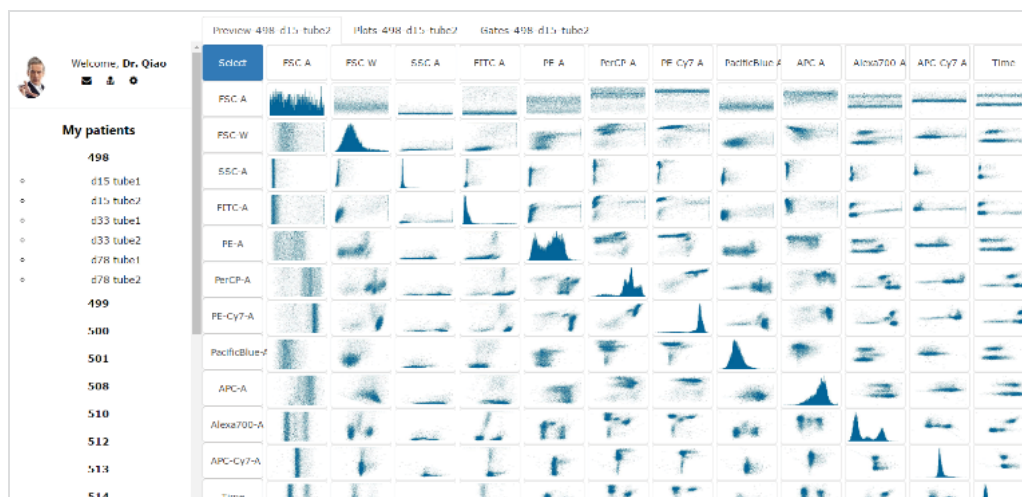 Preview 498-d15-tube2 Plots 498-d15-tube2 Gates 498-d15-tube2
Welcome, Dr. Qiao
My patients
498
d15 tube1
d15 tube2
d33 tube1
d33 tube2
d78 tube1
d78 tube2
499
500
501
508
510
512
513
514
Select FSC-A FSC-W SSC-A FITC-A PE-A PerCP-A PE-Cy7-A PacificBlue-A APC-A Alexa700-A APC-Cy7-A Time
FSC-A
FSC-W
SSC-A
FITC-A
PE-A
PerCP-A
PE-Cy7-A
PacificBlue-A
APC-A
Alexa700-A
APC-Cy7-A
Time